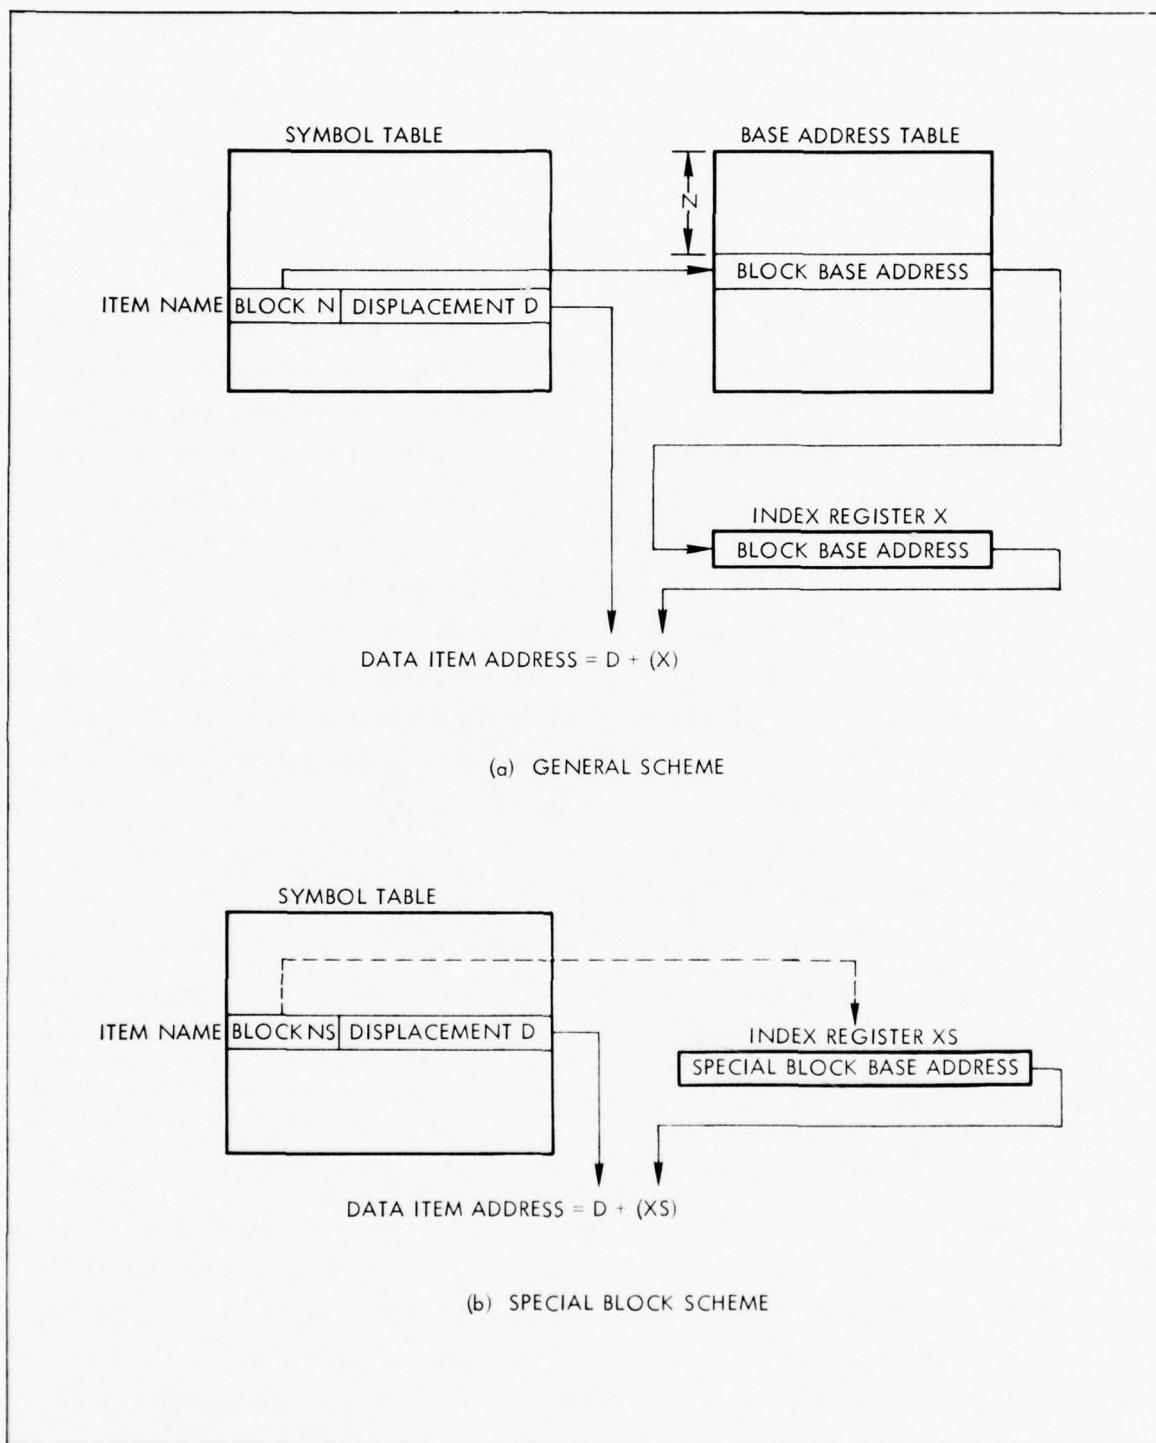 SYMBOL TABLE
BASE ADDRESS TABLE
N
BLOCK BASE ADDRESS
ITEM NAME BLOCK N DISPLACEMENT D
INDEX REGISTER X
BLOCK BASE ADDRESS
DATA ITEM ADDRESS = D + (X)
(a) GENERAL SCHEME
SYMBOL TABLE
ITEM NAME BLOCK NS DISPLACEMENT D
INDEX REGISTER XS
SPECIAL BLOCK BASE ADDRESS
DATA ITEM ADDRESS = D + (XS)
(b) SPECIAL BLOCK SCHEME